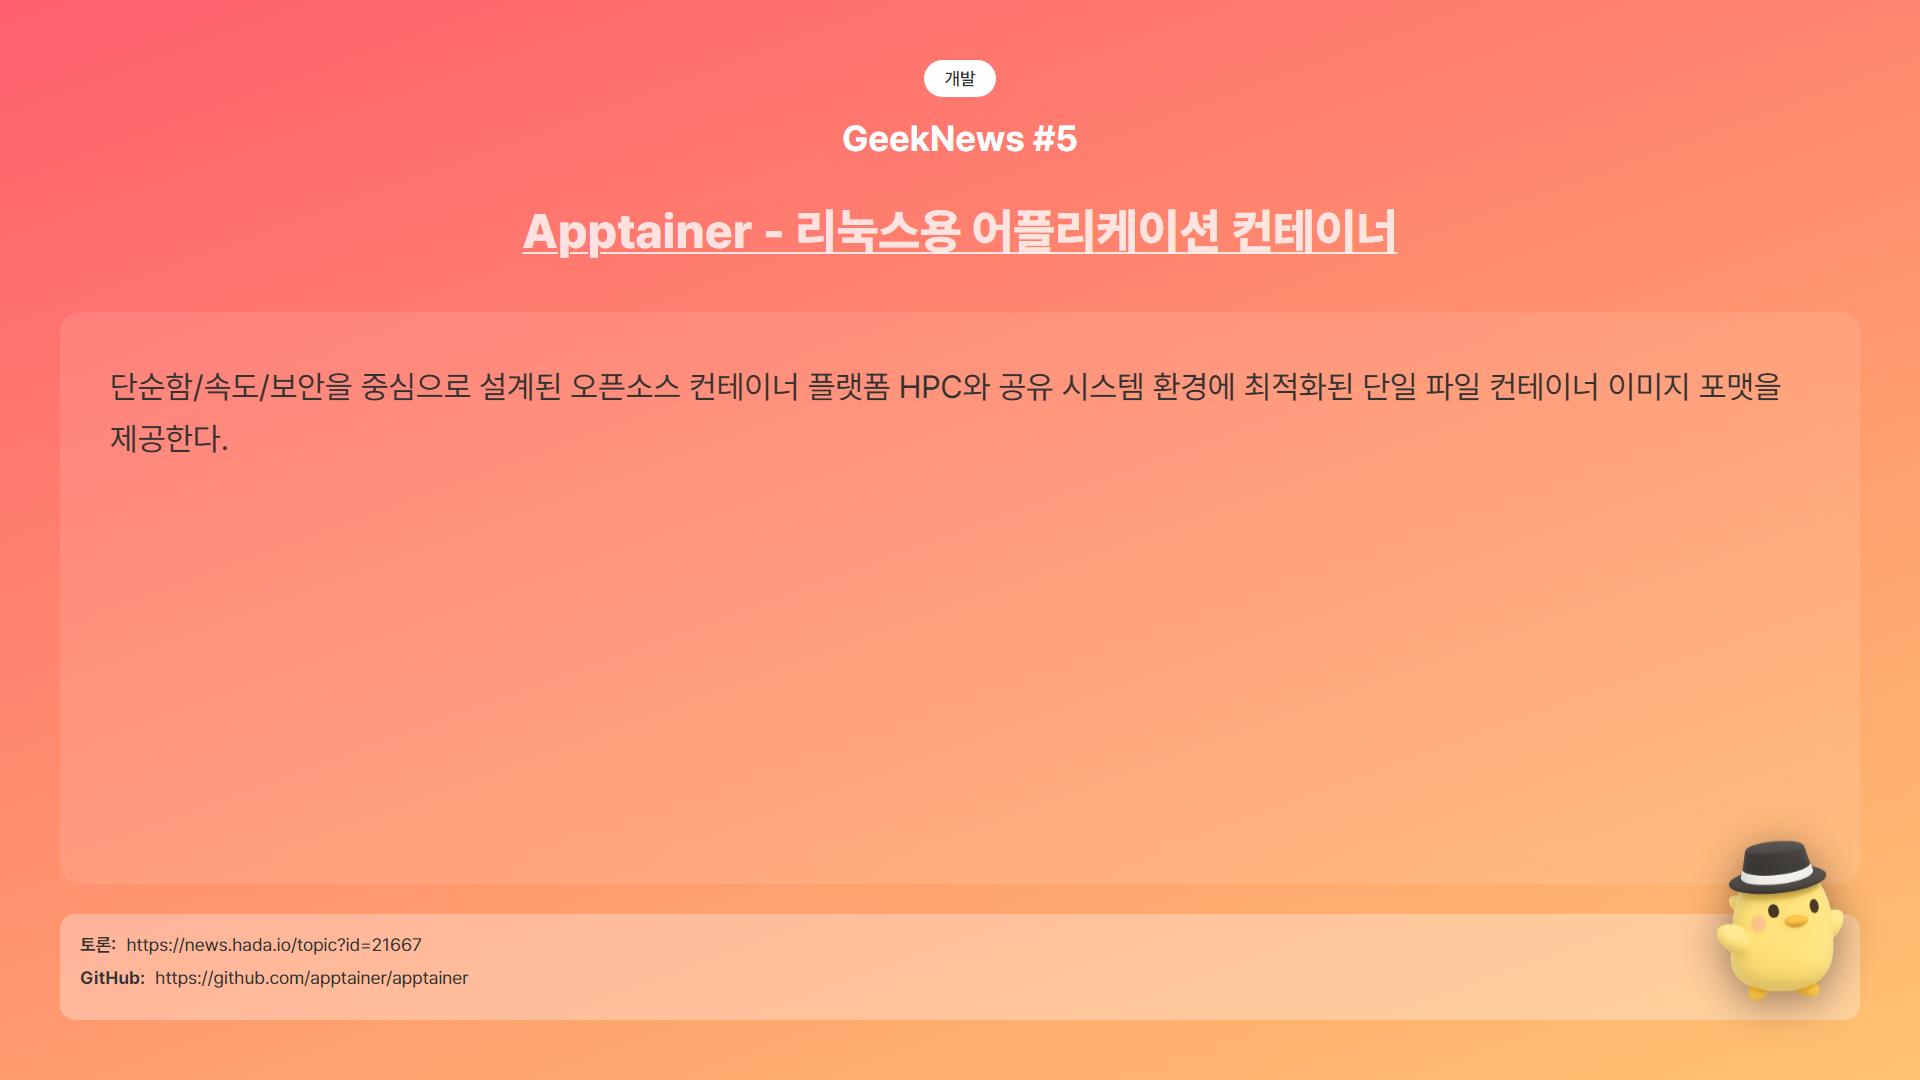 개발
GeekNews #5
Apptainer - 리눅스용 어플리케이션 컨테이너
단순함/속도/보안을 중심으로 설계된 오픈소스 컨테이너 플랫폼 HPC와 공유 시스템 환경에 최적화된 단일 파일 컨테이너 이미지 포맷을
제공한다.
토론: https://news.hada.io/topic?id=21667
GitHub: https://github.com/apptainer/apptainer